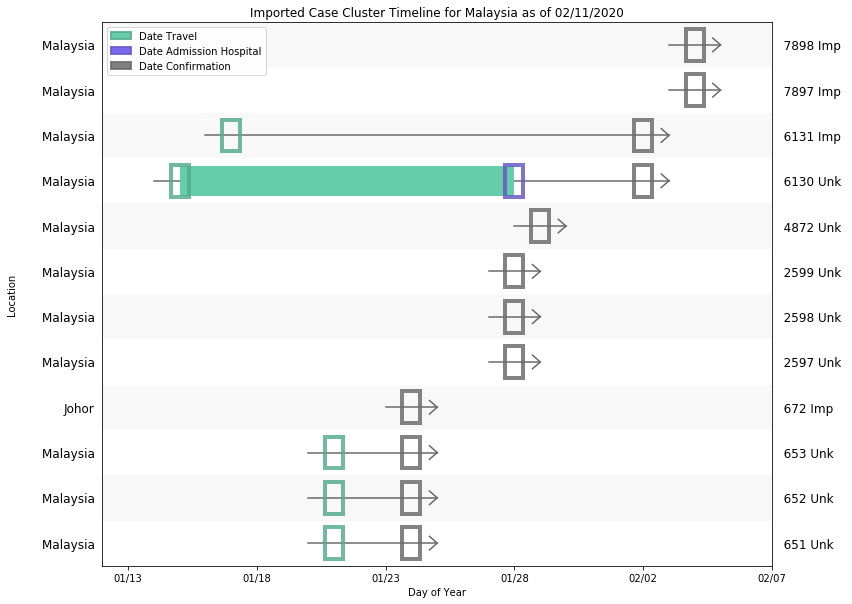 Imported Case Cluster Timeline for Malaysia as of 02/11/2020
Date Travel
Date Admission Hospital
Date Confirmation
Malaysia 7898 Imp
Malaysia 7897 Imp
Malaysia 6131 Imp
Malaysia 6130 Unk
Malaysia 4872 Unk
Malaysia 2599 Unk
Malaysia 2598 Unk
Malaysia 2597 Unk
Johor 672 Imp
Malaysia 653 Unk
Malaysia 652 Unk
Malaysia 651 Unk
Location
01/13 01/18 01/23 01/28 02/02 02/07
Day of Year